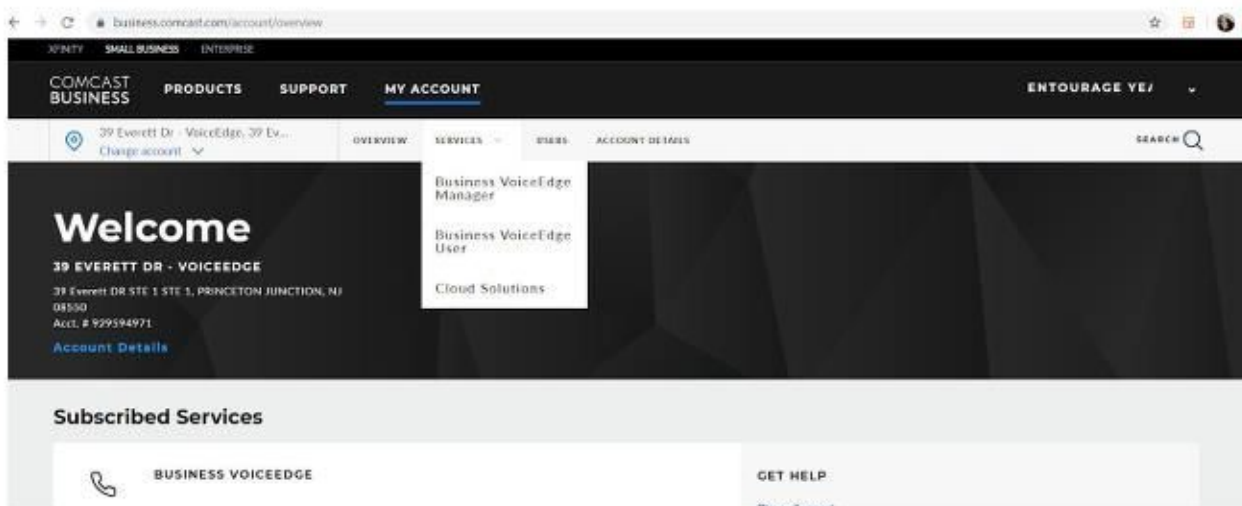 business.comcast.com/account/overview
XFINITY SMALL BUSINESS ENTERPRISE
COMCAST BUSINESS
PRODUCTS SUPPORT MY ACCOUNT
ENTOURAGE YEA
39 Everett Dr - VoiceEdge, 39 Ev...
Change account
OVERVIEW SERVICES USERS ACCOUNT DETAILS
SEARCH
Business VoiceEdge
Manager
Business VoiceEdge
User
Cloud Solutions
Welcome
39 EVERETT DR - VOICEEDGE
39 Everett DR STE 1 STE 1, PRINCETON JUNCTION, NJ
08550
Acct. # 929594971
Account Details
Subscribed Services
BUSINESS VOICEEDGE
GET HELP